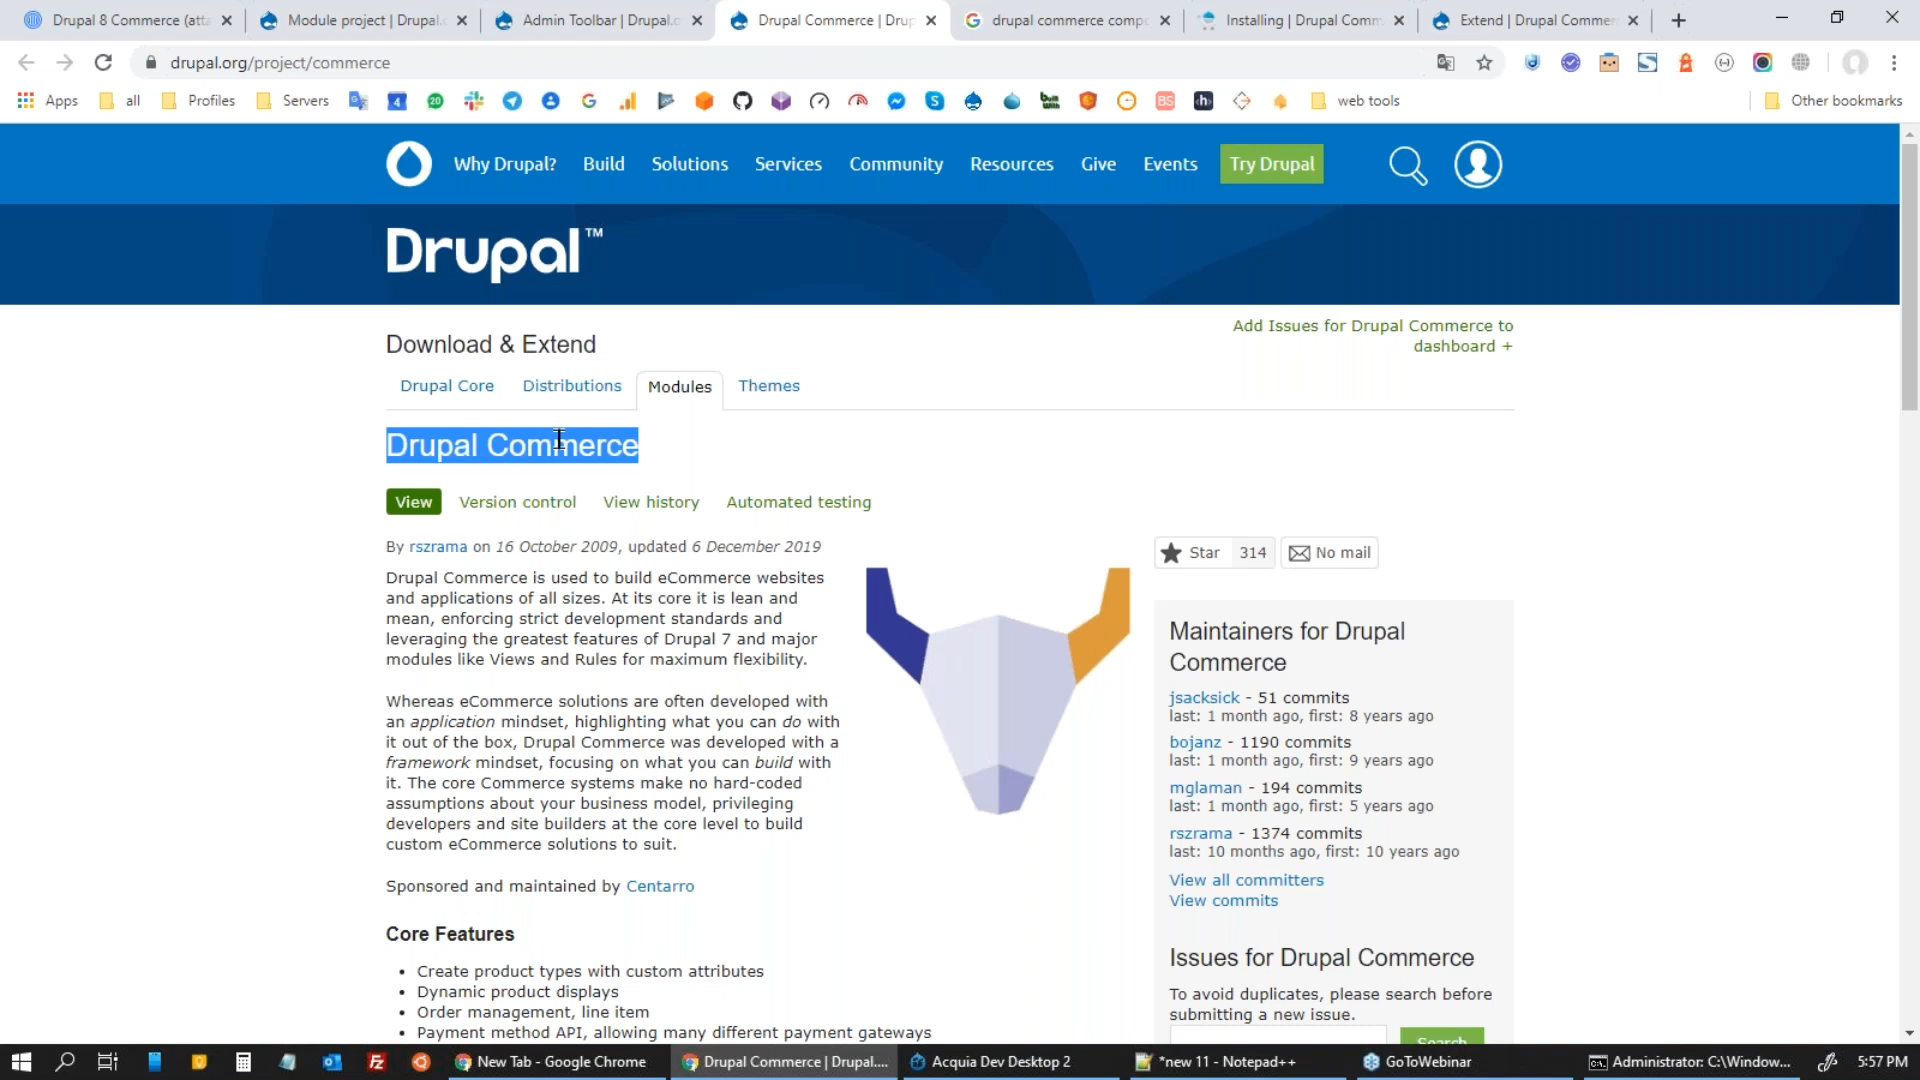 Drupal 8 Commerce (atta
Module project | Drupal.
Admin Toolbar | Drupal.o
Drupal Commerce | Drup
drupal commerce compo
Installing | Drupal Comm
Extend | Drupal Commer
drupal.org/project/commerce
Apps
all
Profiles
Servers
web tools
Other bookmarks
Why Drupal?
Build
Solutions
Services
Community
Resources
Give
Events
Try Drupal
Drupal™
Download & Extend
Add Issues for Drupal Commerce to
dashboard +
Drupal Core
Distributions
Modules
Themes
Drupal Commerce
View
Version control
View history
Automated testing
By rszrama on 16 October 2009, updated 6 December 2019
Drupal Commerce is used to build eCommerce websites
and applications of all sizes. At its core it is lean and
mean, enforcing strict development standards and
leveraging the greatest features of Drupal 7 and major
modules like Views and Rules for maximum flexibility.
Whereas eCommerce solutions are often developed with
an application mindset, highlighting what you can do with
it out of the box, Drupal Commerce was developed with a
framework mindset, focusing on what you can build with
it. The core Commerce systems make no hard-coded
assumptions about your business model, privileging
developers and site builders at the core level to build
custom eCommerce solutions to suit.
Sponsored and maintained by Centarro
Core Features
• Create product types with custom attributes
• Dynamic product displays
• Order management, line item
• Payment method API, allowing many different payment gateways
Star 314
No mail
Maintainers for Drupal
Commerce
jsacksick - 51 commits
last: 1 month ago, first: 8 years ago
bojanz - 1190 commits
last: 1 month ago, first: 9 years ago
mglaman - 194 commits
last: 1 month ago, first: 5 years ago
rszrama - 1374 commits
last: 10 months ago, first: 10 years ago
View all committers
View commits
Issues for Drupal Commerce
To avoid duplicates, please search before
submitting a new issue.
Search
New Tab - Google Chrome
Drupal Commerce | Drupal....
Acquia Dev Desktop 2
*new 11 - Notepad++
GoToWebinar
Administrator: C:\Window...
5:57 PM